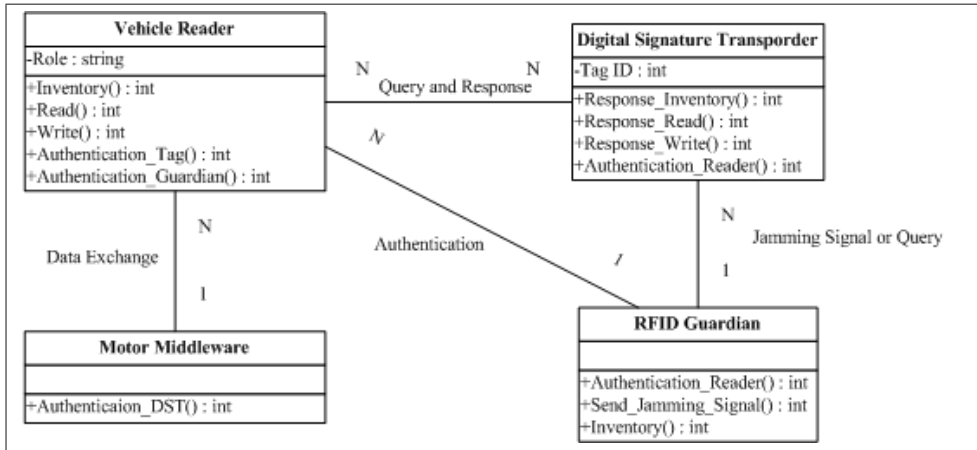 Vehicle Reader
-Role : string
+Inventory() : int
+Read() : int
+Write() : int
+Authentication_Tag() : int
+Authentication_Guardian() : int
N
N
Query and Response
Digital Signature Transporder
-Tag ID : int
+Response_Inventory() : int
+Response_Read() : int
+Response_Write() : int
+Authentication_Reader() : int
N
Authentication
1
N
Data Exchange
1
N
Jamming Signal or Query
1
Motor Middleware
+Authenticaion_DST() : int
RFID Guardian
+Authentication_Reader() : int
+Send_Jamming_Signal() : int
+Inventory() : int